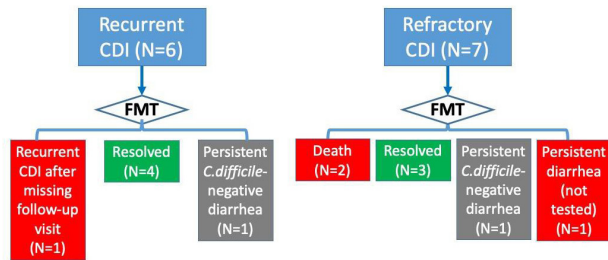 Recurrent
CDI (N=6)
Refractory
CDI (N=7)
FMT
FMT
Recurrent
CDI after
missing
follow-up
visit
(N=1)
Resolved
(N=4)
Persistent
C.difficile-
negative
diarrhea
(N=1)
Death
(N=2)
Resolved
(N=3)
Persistent
C.difficile-
negative
diarrhea
(N=1)
Persistent
diarrhea
(not
tested)
(N=1)